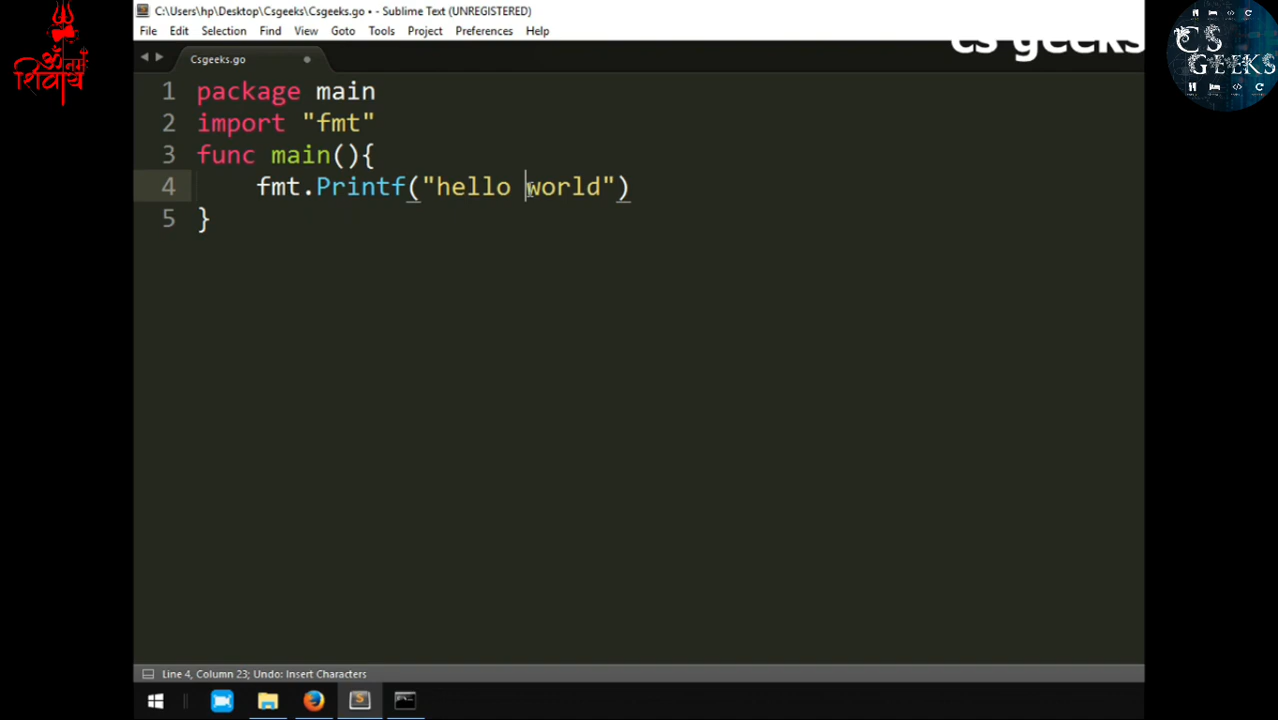 C:\Users\hp\Desktop\Csgeeks\Csgeeks.go • - Sublime Text (UNREGISTERED)
File Edit Selection Find View Goto Tools Project Preferences Help
cs geeks
CS
GEEKS
ॐ नमः
शिवाय
Csgeeks.go
1 package main
2 import "fmt"
3 func main(){
4 fmt.Printf("hello world")
5 }
Line 4, Column 23; Undo: Insert Characters